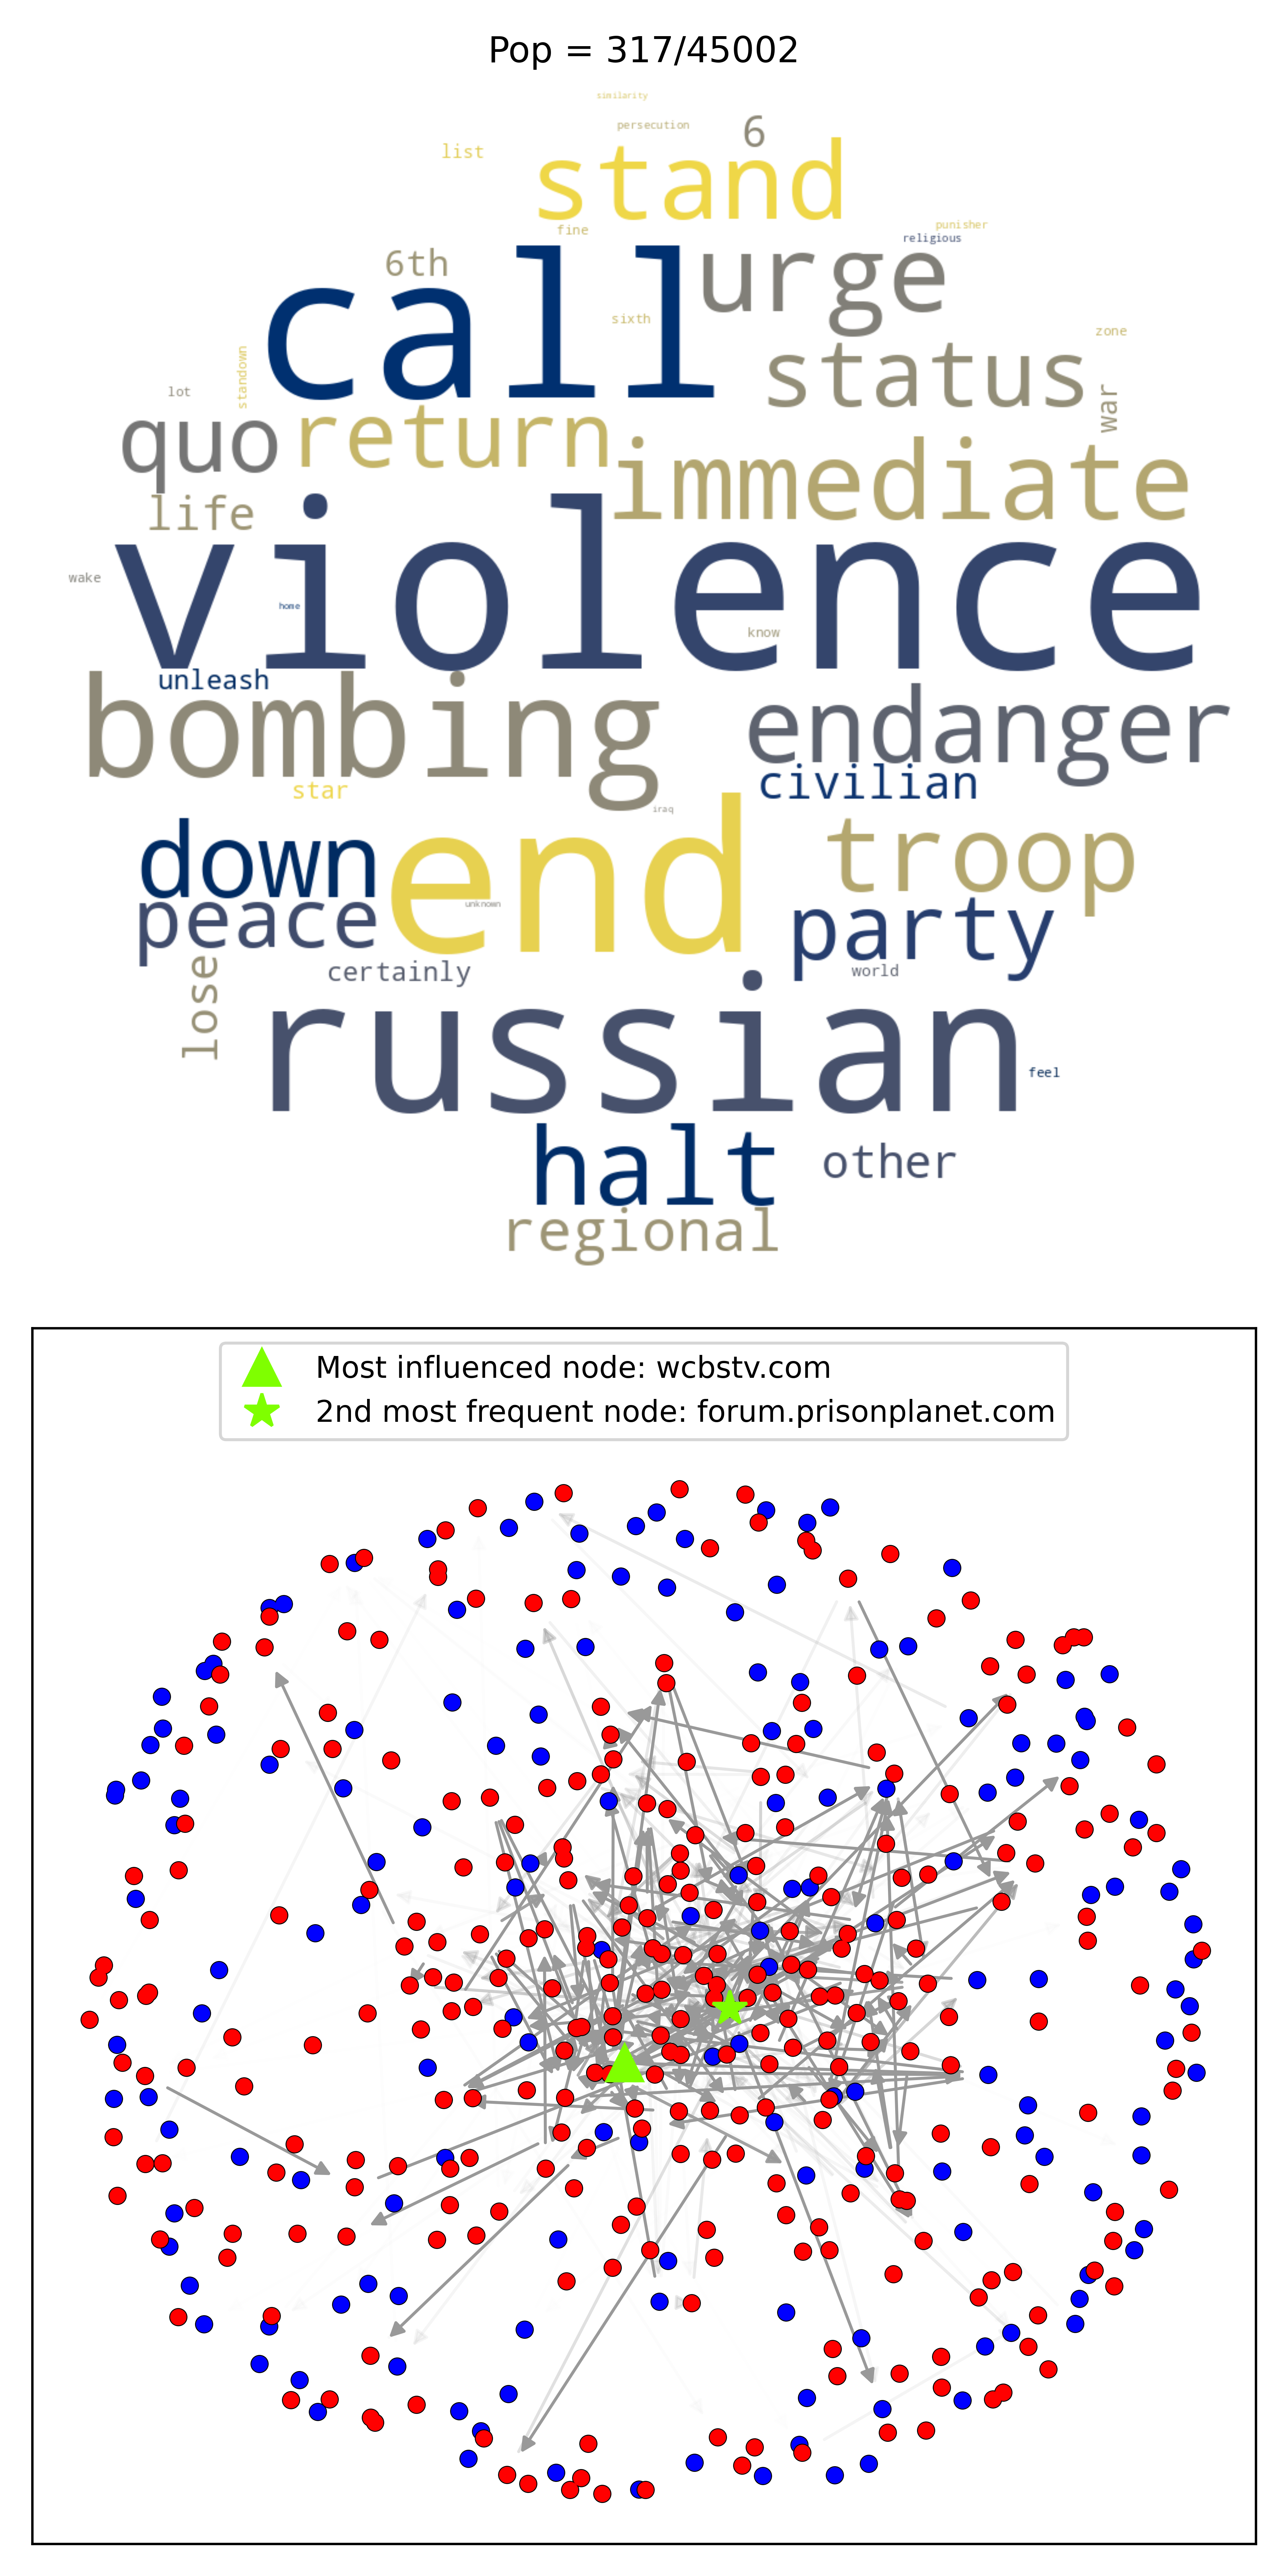 Pop = 317/45002
similarity
persecution
6
list
stand
fine
punisher
religious
6th
call
urge
sixth
zone
standown
status
lot
war
quo
return
immediate
life
violence
wake
home
know
unleash
bombing
endanger
civilian
star
iraq
down
end
troop
peace
unknown
party
lose
certainly
world
russian
feel
halt
other
regional
Most influenced node: wcbstv.com
2nd most frequent node: forum.prisonplanet.com